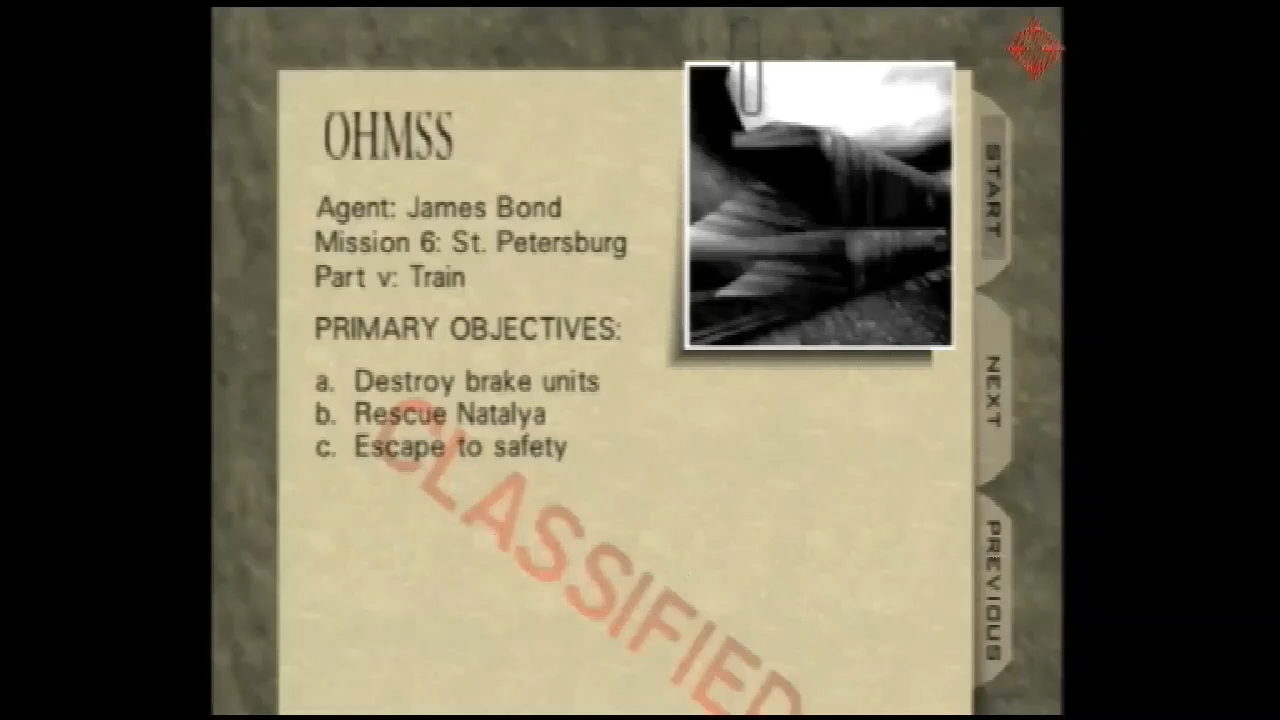 OHMSS
Agent: James Bond
Mission 6: St. Petersburg
Part v: Train
PRIMARY OBJECTIVES:
a. Destroy brake units
b. Rescue Natalya
c. Escape to safety
CLASSIFIED
START
NEXT
PREVIOUS